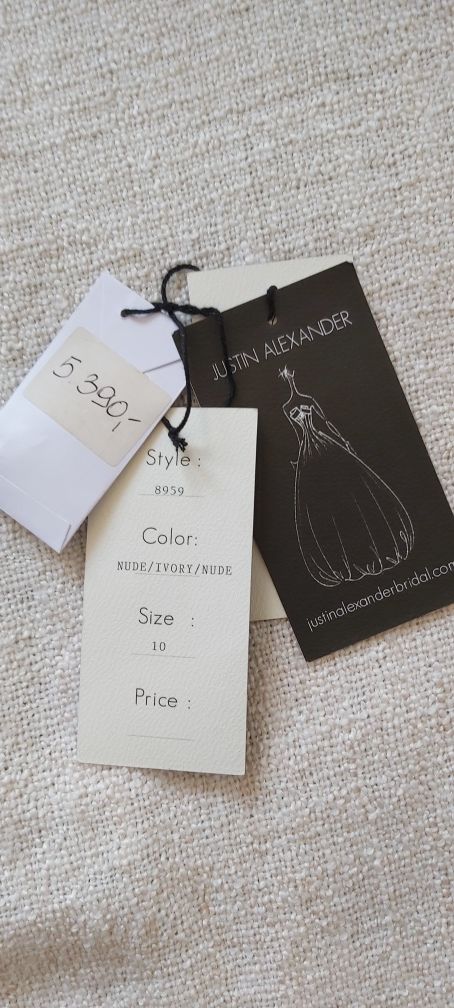 5.390,-
JUSTIN ALEXANDER
justinalexanderbridal.com
Style :
8959
Color:
NUDE/IVORY/NUDE
Size :
10
Price :